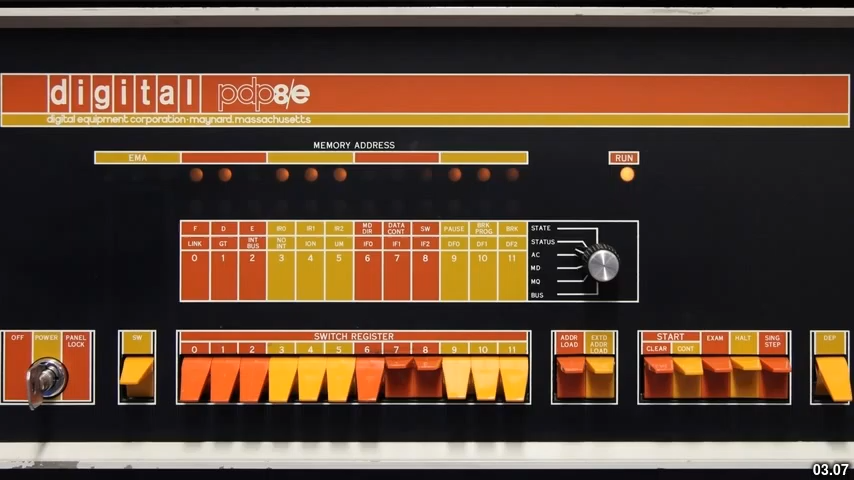 digital pdp8/e
digital equipment corporation·maynard, massachusetts
MEMORY ADDRESS
EMA
RUN
F D E IR0 IR1 IR2 MD DIR DATA CONT SW PAUSE BRK PROG BRK
LINK GT INT BUS NO INT ION UM IF0 IF1 IF2 DF0 DF1 DF2
0 1 2 3 4 5 6 7 8 9 10 11
STATE
STATUS
AC
MD
MQ
BUS
OFF POWER PANEL LOCK
SW
SWITCH REGISTER
0 1 2 3 4 5 6 7 8 9 10 11
ADDR LOAD EXTD ADDR LOAD
START
CLEAR CONT EXAM HALT SING STEP
DEP
03.07